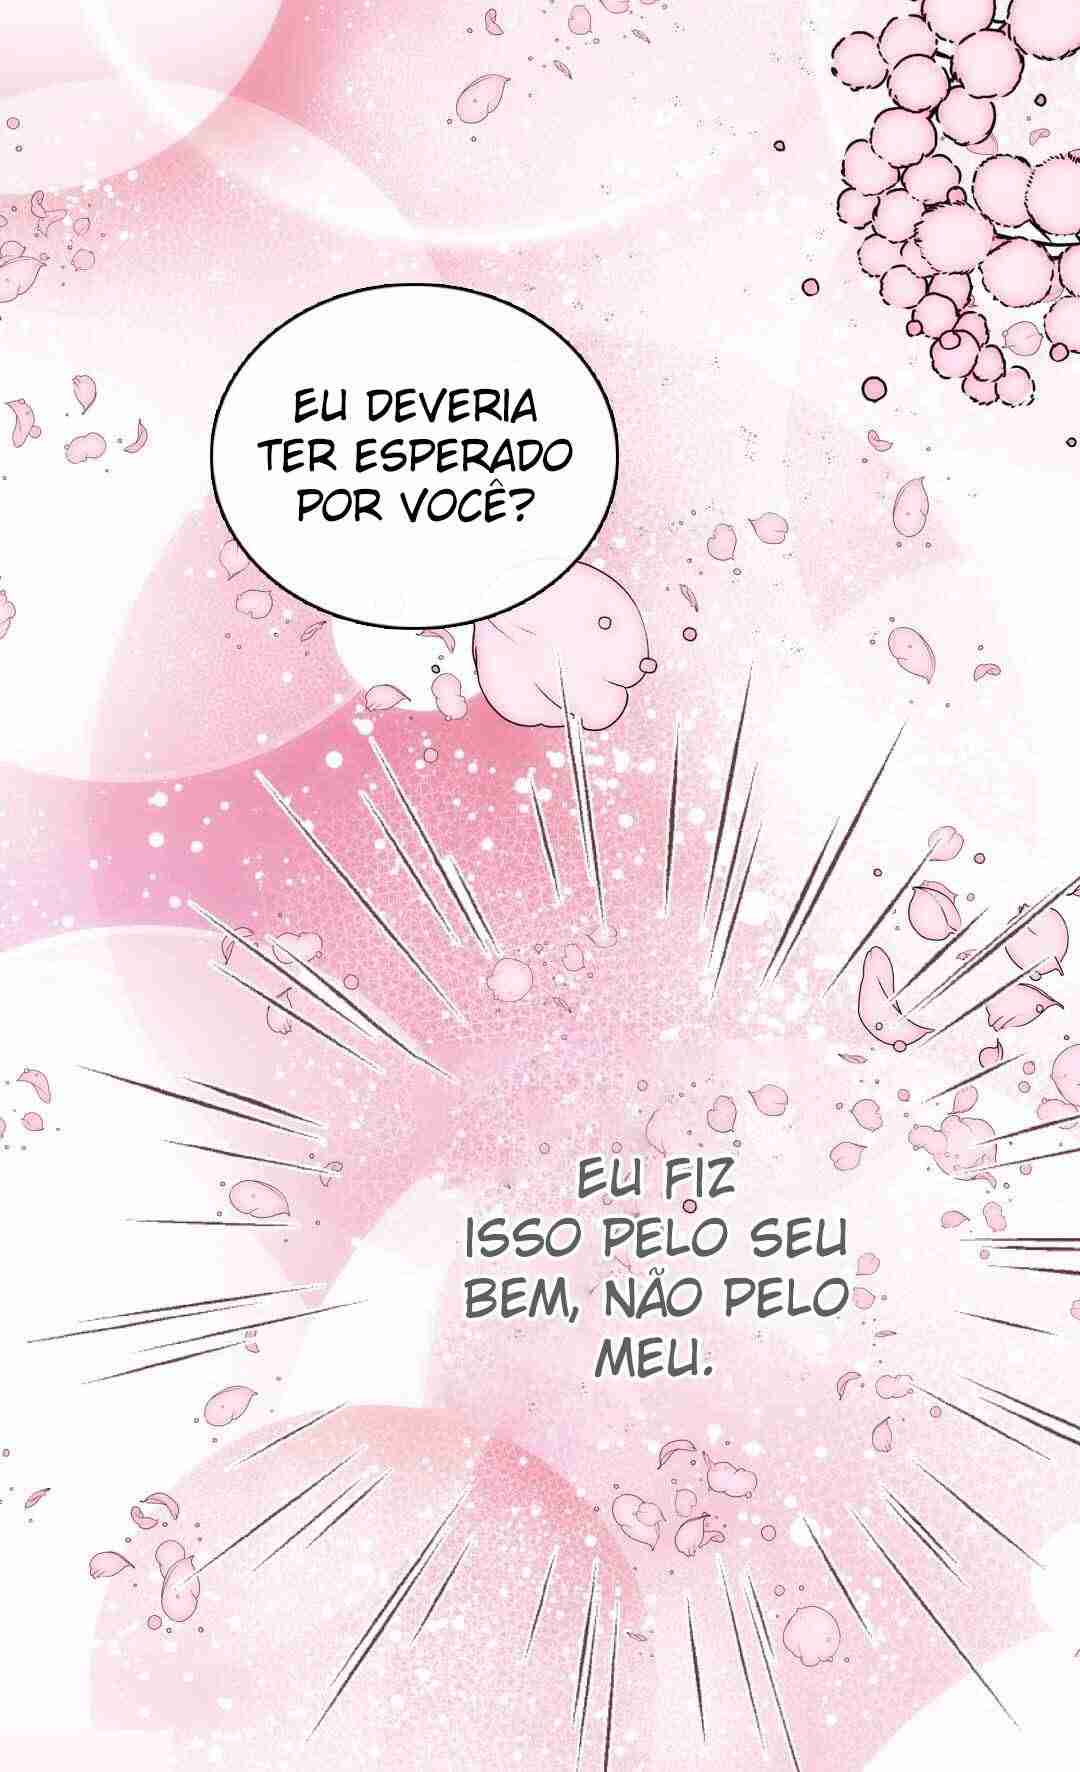 EU DEVERIA
TER ESPERADO
POR VOCÊ?
EU FIZ
ISSO PELO SEU
BEM, NÃO PELO
MEU.